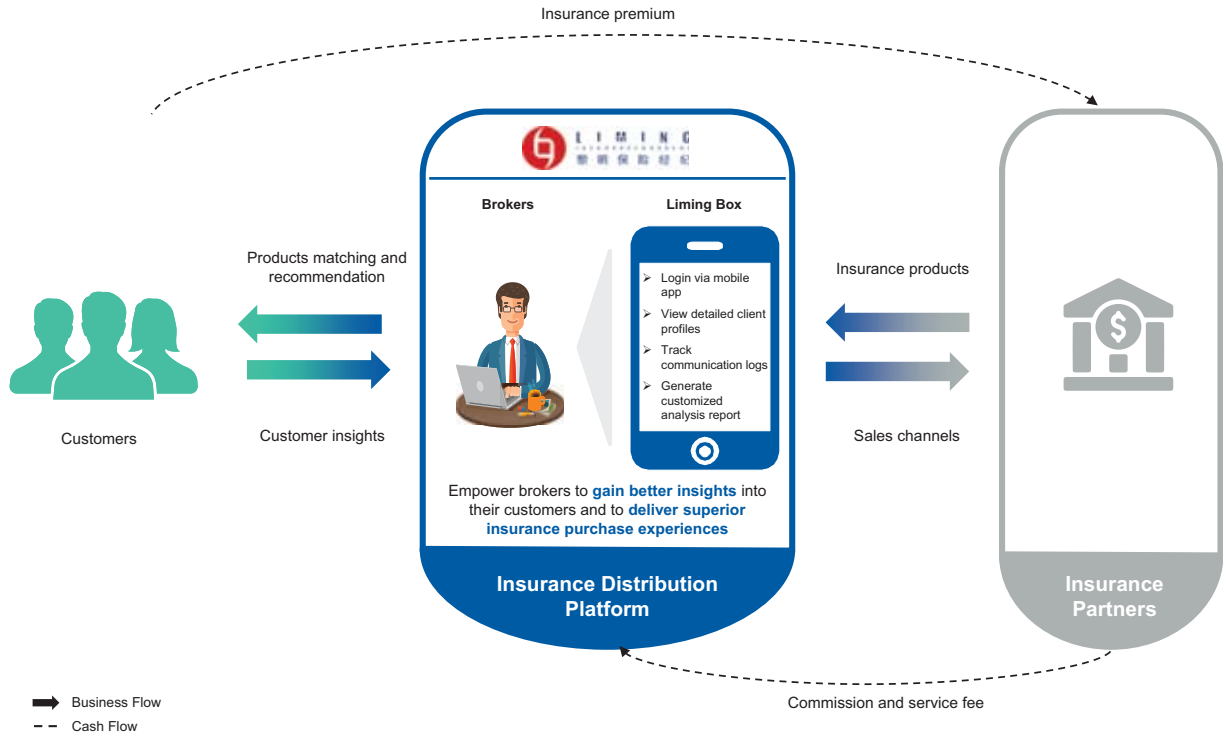 Insurance premium
LIMING
黎明保险经纪
Brokers
Liming Box
Products matching and
recommendation
Login via mobile
app
View detailed client
profiles
Track
communication logs
Generate
customized
analysis report
Insurance products
$
Customers
Customer insights
Sales channels
Empower brokers to gain better insights into
their customers and to deliver superior
insurance purchase experiences
Insurance Distribution
Platform
Insurance
Partners
Commission and service fee
Business Flow
Cash Flow